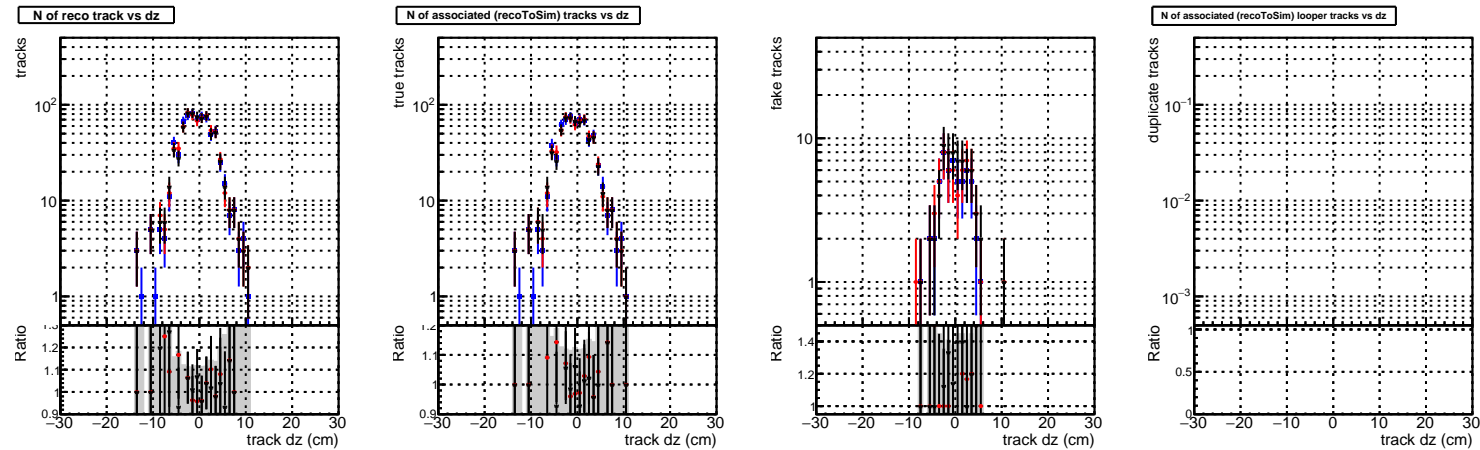 N of reco track vs dz
tracks
10²
10
1
Ratio
1.3
1.2
1.1
1
0.9
−30 −20 −10 0 10 20 30
track dz (cm)
N of associated (recoToSim) tracks vs dz
true tracks
10²
10
1
Ratio
1.2
1.1
1
0.9
−30 −20 −10 0 10 20 30
track dz (cm)
fake tracks
10
1
Ratio
1.4
1.2
1
−30 −20 −10 0 10 20 30
track dz (cm)
N of associated (recoToSim) looper tracks vs dz
duplicate tracks
10⁻¹
10⁻²
10⁻³
Ratio
1
0.5
0
−30 −20 −10 0 10 20 30
track dz (cm)